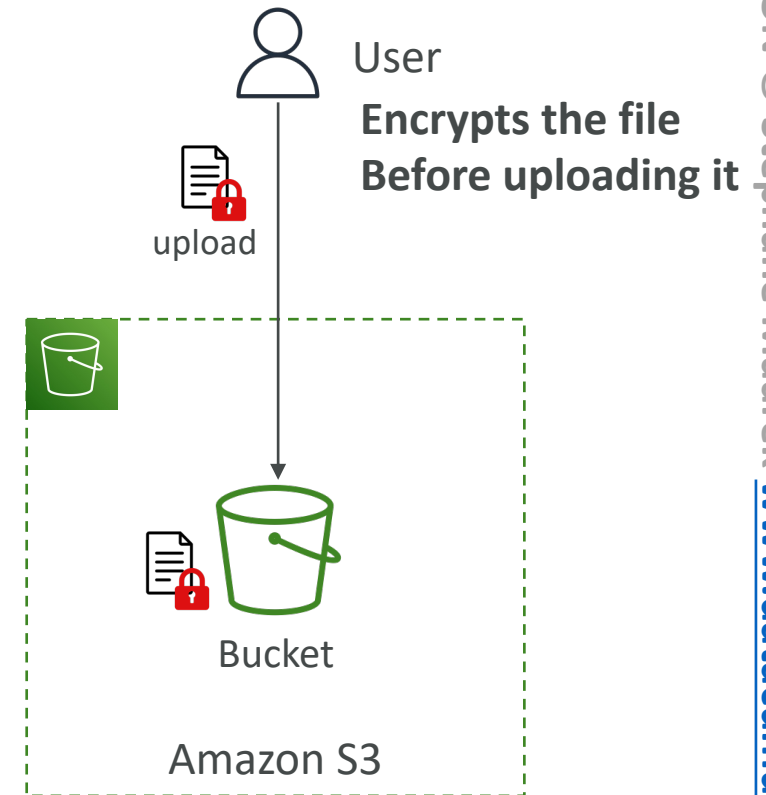 User
Encrypts the file
Before uploading it
upload
Bucket
Amazon S3